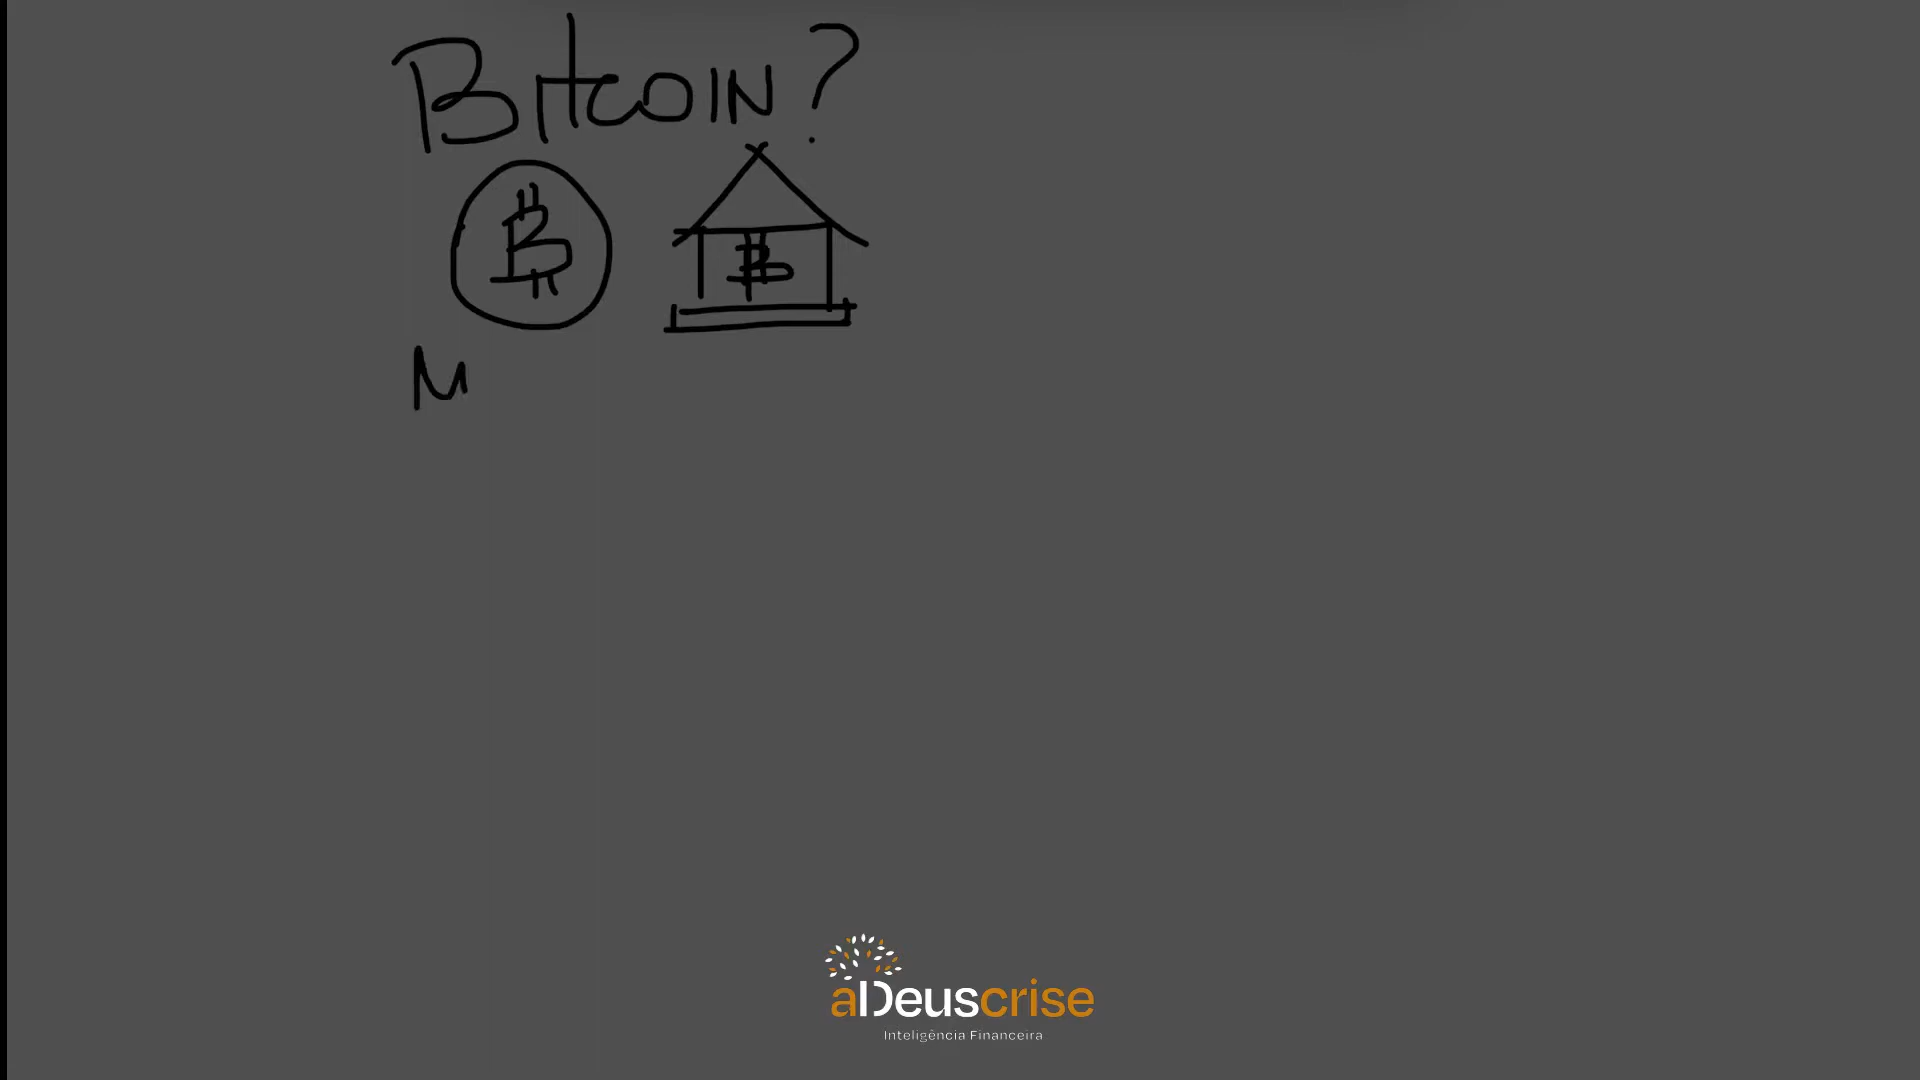 Bitcoin?
₿ ₿
M
aDeuscrise
Inteligência Financeira